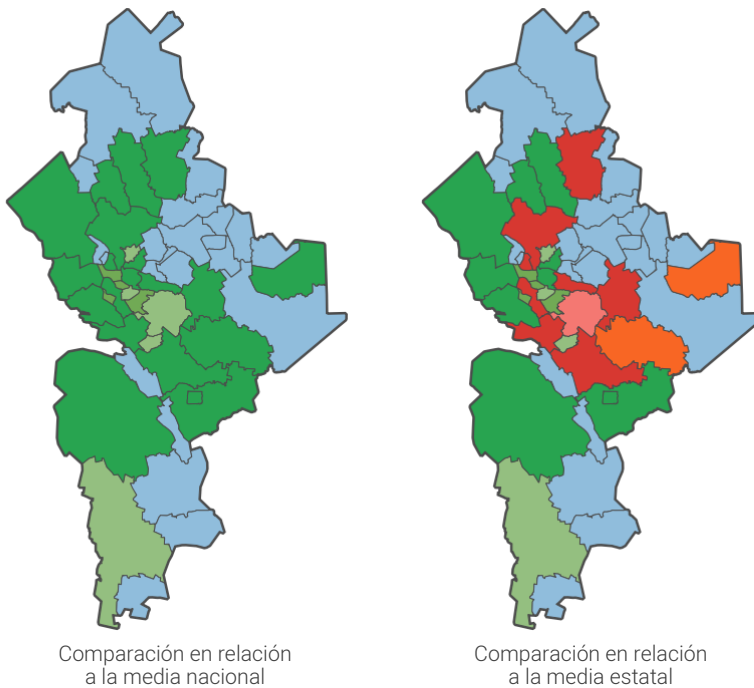 Comparación en relación
a la media nacional
Comparación en relación
a la media estatal